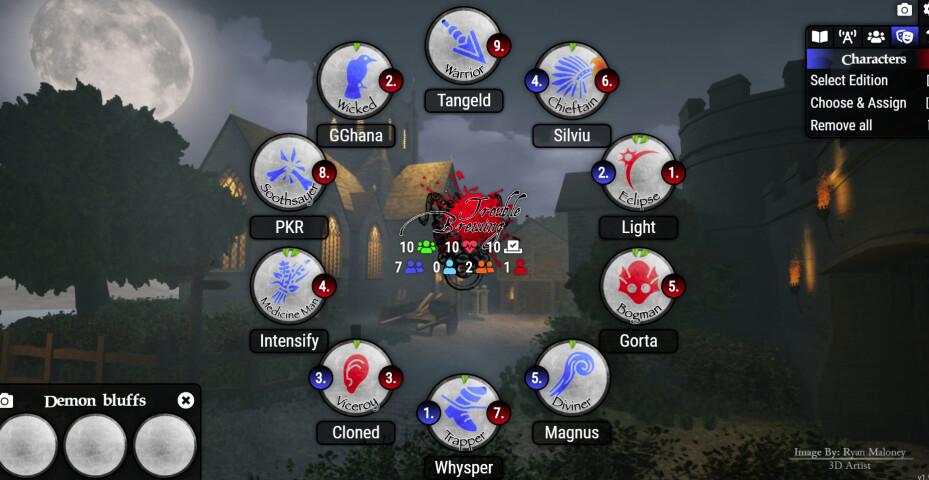 9.
Warrior
Tangeld
2.
Wicked
GGhana
4.
6.
Chieftain
Silviu
Characters
Select Edition
Choose & Assign
Remove all
8.
Soothsayer
PKR
2.
1.
Eclipse
Light
Trouble
Brewing
10 10 10
7 0 2 1
4.
Medicine Man
Intensify
5.
Bogman
Gorta
3.
3.
Viceroy
Cloned
5.
Diviner
Magnus
1.
7.
Trapper
Whysper
Demon bluffs
Image By: Ryan Maloney
3D Artist